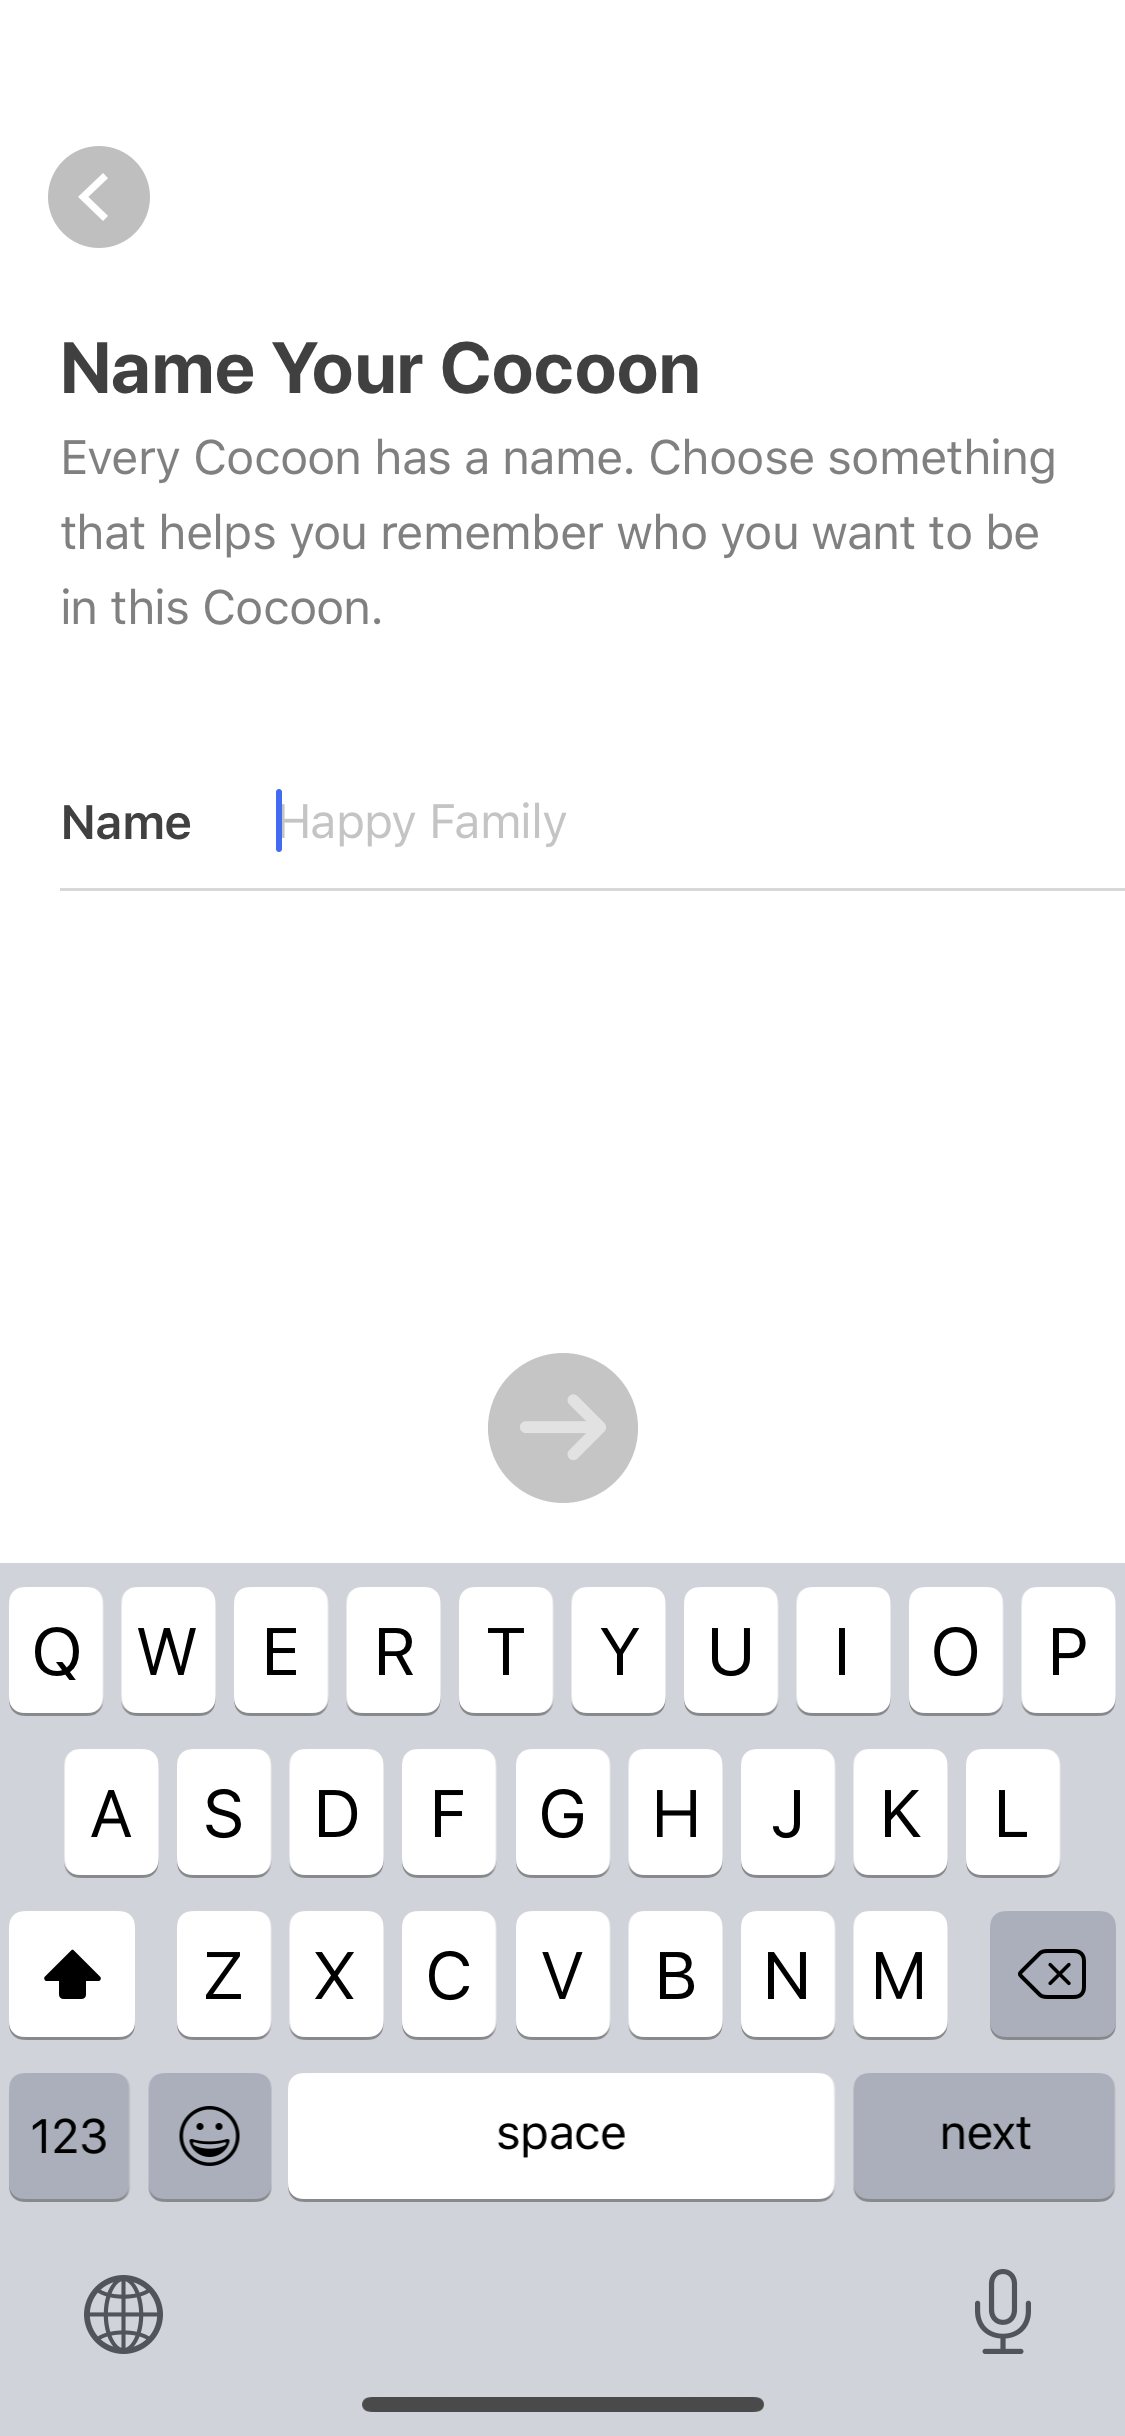 Name Your Cocoon
Every Cocoon has a name. Choose something
that helps you remember who you want to be
in this Cocoon.
Name Happy Family
Q W E R T Y U I O P
A S D F G H J K L
Z X C V B N M
123 space next